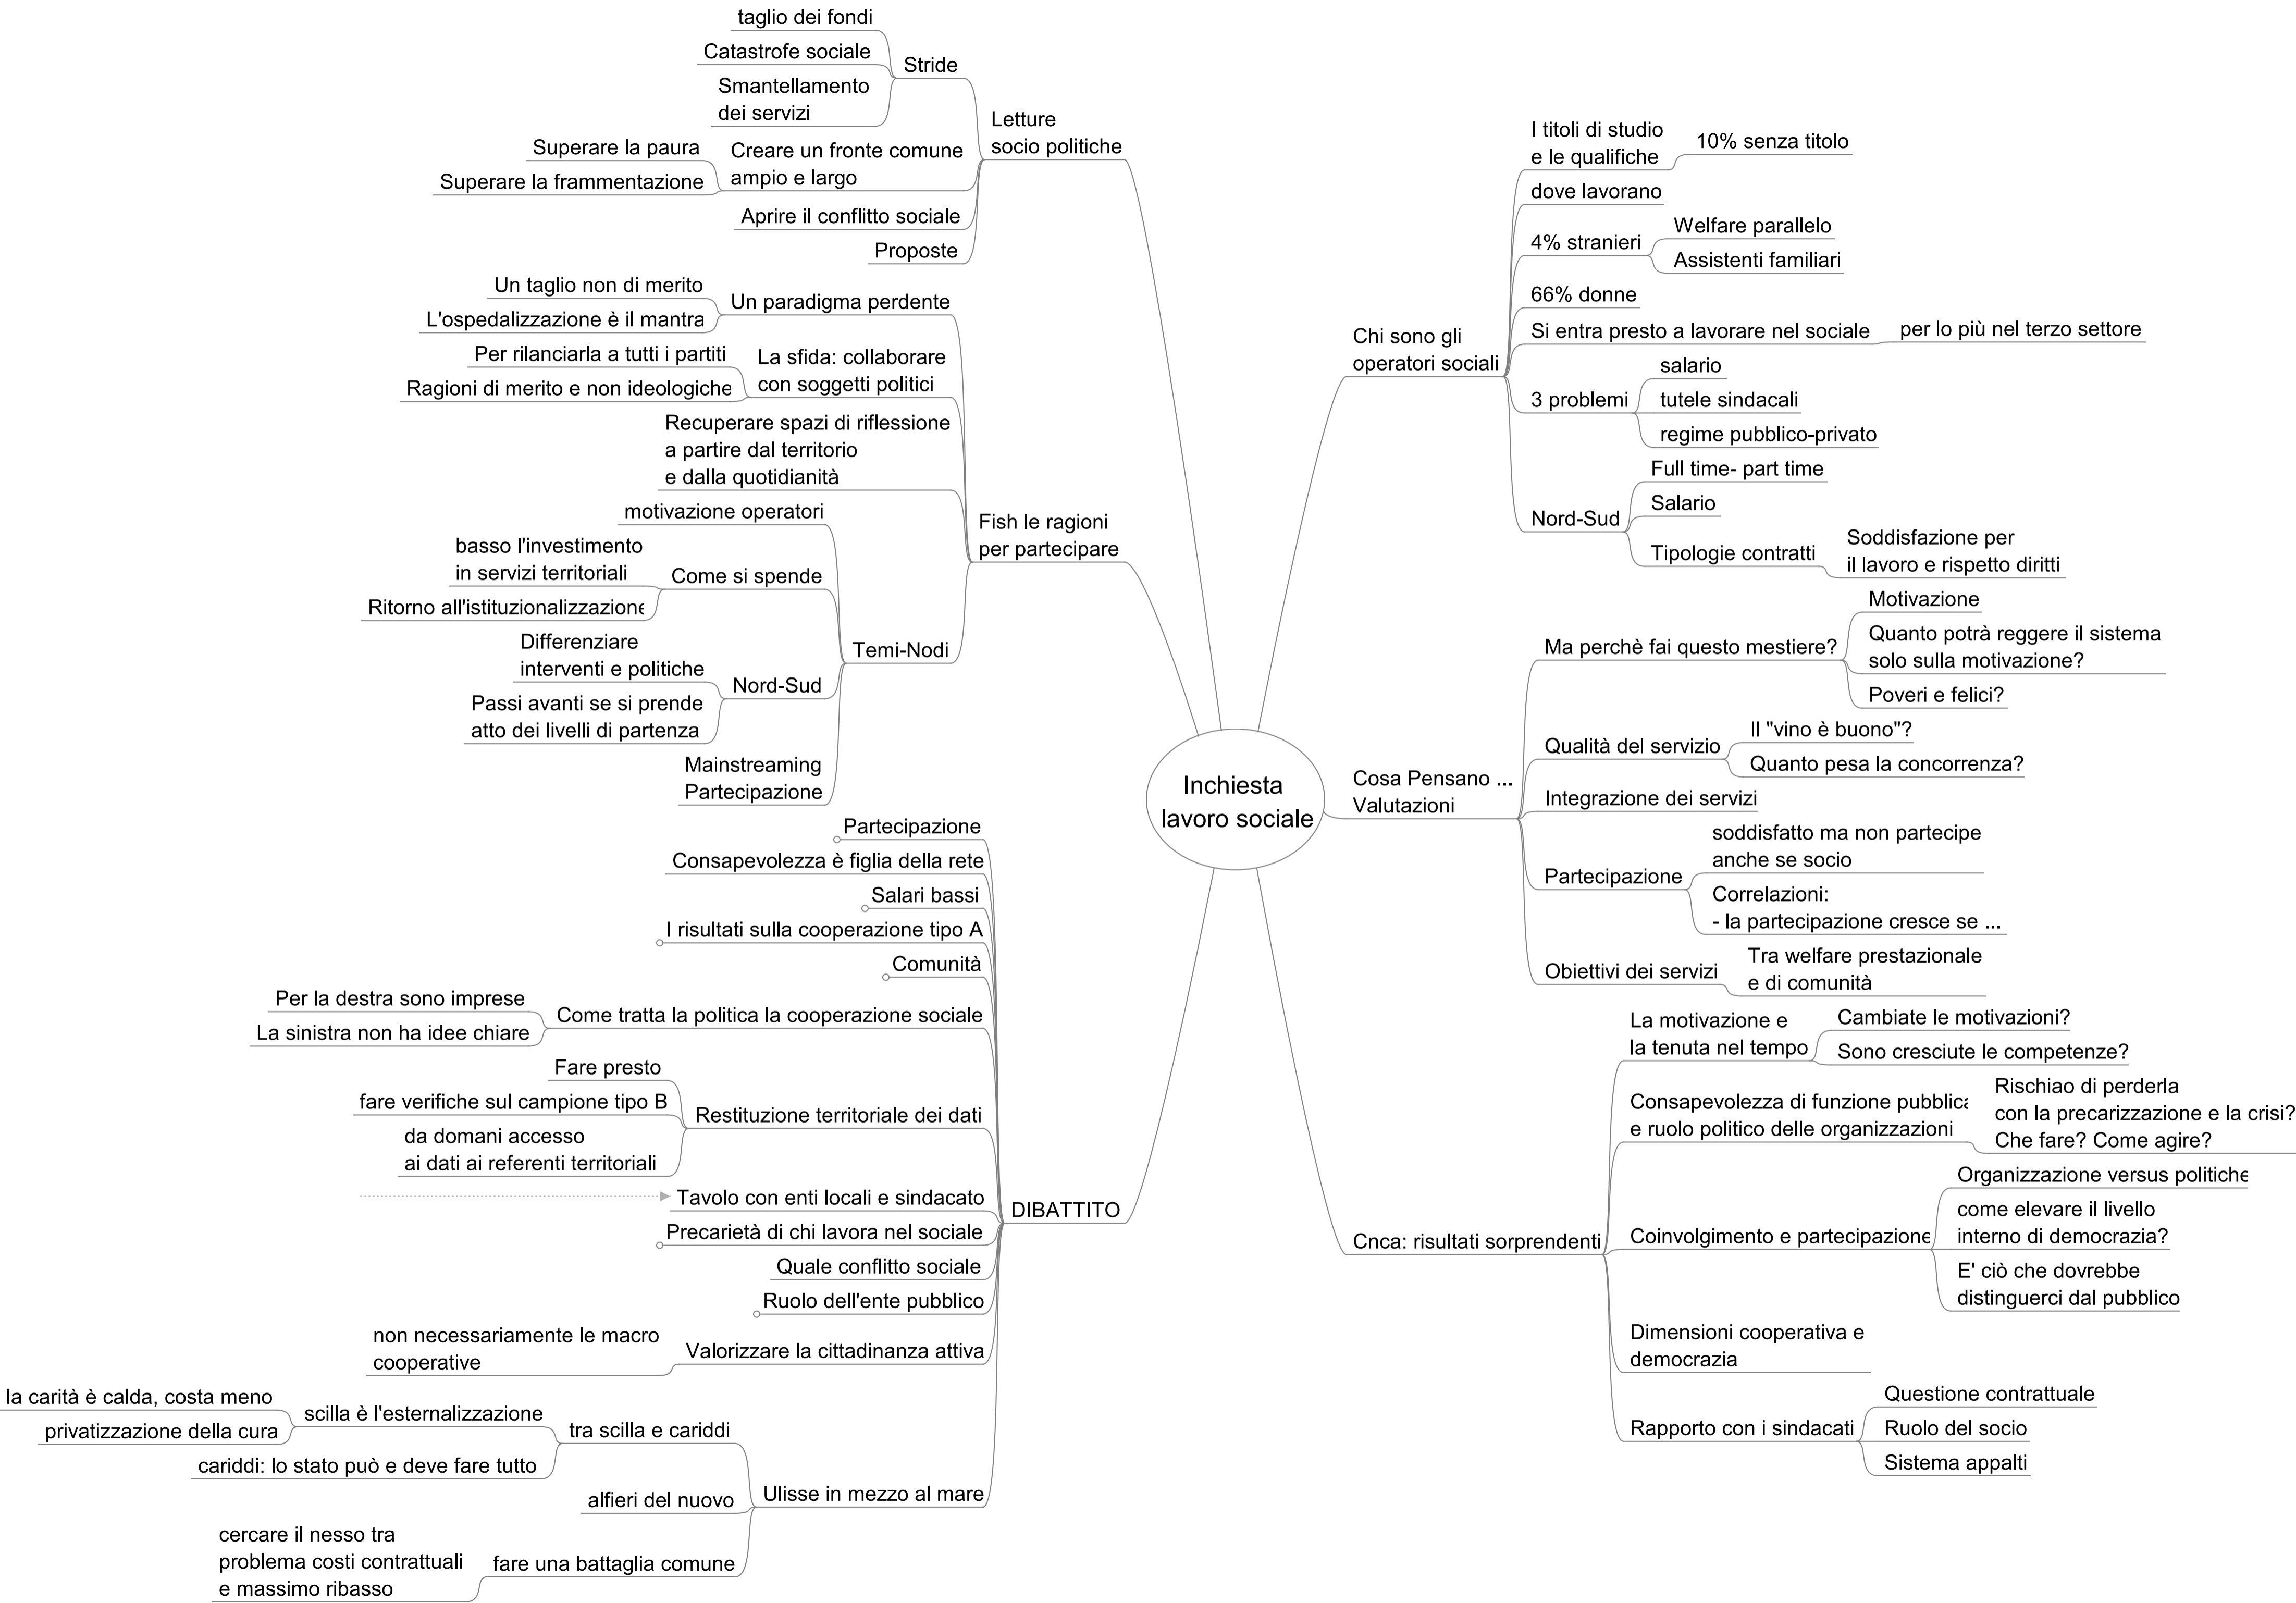 Inchiesta
lavoro sociale
Letture
socio politiche
Stride
taglio dei fondi
Catastrofe sociale
Smantellamento
dei servizi
Creare un fronte comune
ampio e largo
Superare la paura
Superare la frammentazione
Aprire il conflitto sociale
Proposte
Fish le ragioni
per partecipare
Un paradigma perdente
Un taglio non di merito
L'ospedalizzazione è il mantra
La sfida: collaborare
con soggetti politici
Per rilanciarla a tutti i partiti
Ragioni di merito e non ideologiche
Recuperare spazi di riflessione
a partire dal territorio
e dalla quotidianità
Temi-Nodi
motivazione operatori
Come si spende
basso l'investimento
in servizi territoriali
Ritorno all'istituzionalizzazione
Nord-Sud
Differenziare
interventi e politiche
Passi avanti se si prende
atto dei livelli di partenza
Mainstreaming
Partecipazione
DIBATTITO
Partecipazione
Consapevolezza è figlia della rete
Salari bassi
I risultati sulla cooperazione tipo A
Comunità
Come tratta la politica la cooperazione sociale
Per la destra sono imprese
La sinistra non ha idee chiare
Restituzione territoriale dei dati
Fare presto
fare verifiche sul campione tipo B
da domani accesso
ai dati ai referenti territoriali
Tavolo con enti locali e sindacato
Precarietà di chi lavora nel sociale
Quale conflitto sociale
Ruolo dell'ente pubblico
Valorizzare la cittadinanza attiva
non necessariamente le macro
cooperative
Ulisse in mezzo al mare
tra scilla e cariddi
scilla è l'esternalizzazione
la carità è calda, costa meno
privatizzazione della cura
cariddi: lo stato può e deve fare tutto
alfieri del nuovo
fare una battaglia comune
cercare il nesso tra
problema costi contrattuali
e massimo ribasso
Chi sono gli
operatori sociali
I titoli di studio
e le qualifiche
10% senza titolo
dove lavorano
4% stranieri
Welfare parallelo
Assistenti familiari
66% donne
Si entra presto a lavorare nel sociale
per lo più nel terzo settore
3 problemi
salario
tutele sindacali
regime pubblico-privato
Nord-Sud
Full time- part time
Salario
Tipologie contratti
Soddisfazione per
il lavoro e rispetto diritti
Cosa Pensano ...
Valutazioni
Ma perchè fai questo mestiere?
Motivazione
Quanto potrà reggere il sistema
solo sulla motivazione?
Poveri e felici?
Qualità del servizio
Il "vino è buono"?
Quanto pesa la concorrenza?
Integrazione dei servizi
Partecipazione
soddisfatto ma non partecipe
anche se socio
Correlazioni:
- la partecipazione cresce se ...
Obiettivi dei servizi
Tra welfare prestazionale
e di comunità
Cnca: risultati sorprendenti
La motivazione e
la tenuta nel tempo
Cambiate le motivazioni?
Sono cresciute le competenze?
Consapevolezza di funzione pubblica
e ruolo politico delle organizzazioni
Rischiao di perderla
con la precarizzazione e la crisi?
Che fare? Come agire?
Coinvolgimento e partecipazione
Organizzazione versus politiche
come elevare il livello
interno di democrazia?
E' ciò che dovrebbe
distinguerci dal pubblico
Dimensioni cooperativa e
democrazia
Rapporto con i sindacati
Questione contrattuale
Ruolo del socio
Sistema appalti